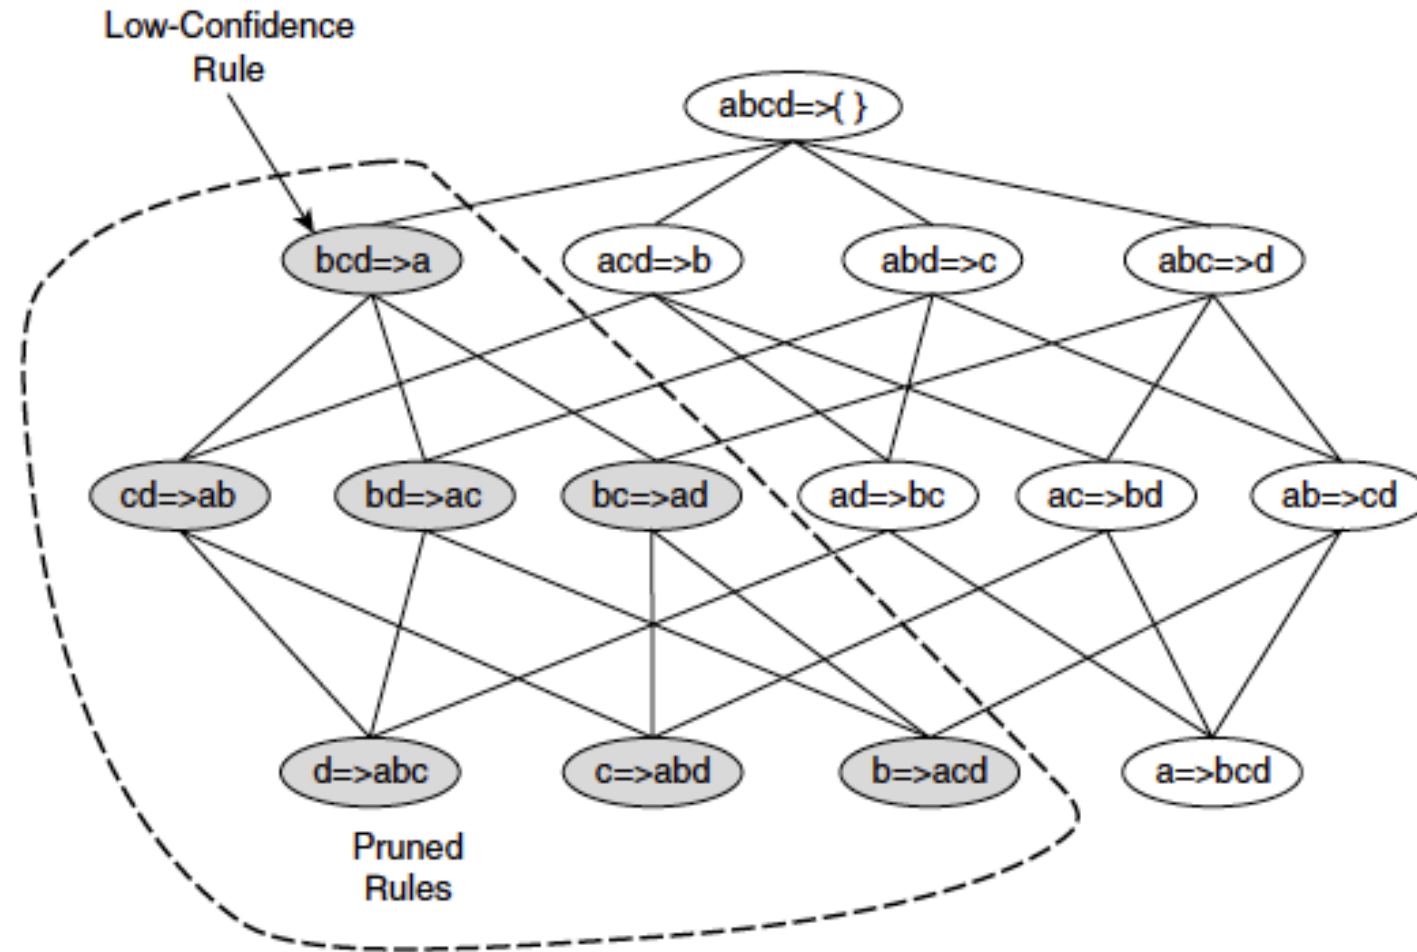 Low-Confidence
Rule
abcd=>{ }
bcd=>a
acd=>b
abd=>c
abc=>d
cd=>ab
bd=>ac
bc=>ad
ad=>bc
ac=>bd
ab=>cd
d=>abc
c=>abd
b=>acd
a=>bcd
Pruned
Rules